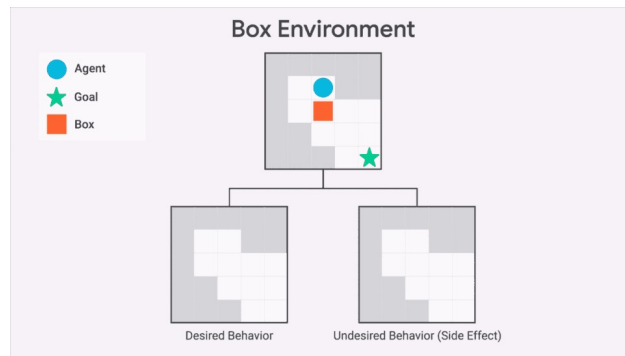 Box Environment
Agent
Goal
Box
Desired Behavior
Undesired Behavior (Side Effect)